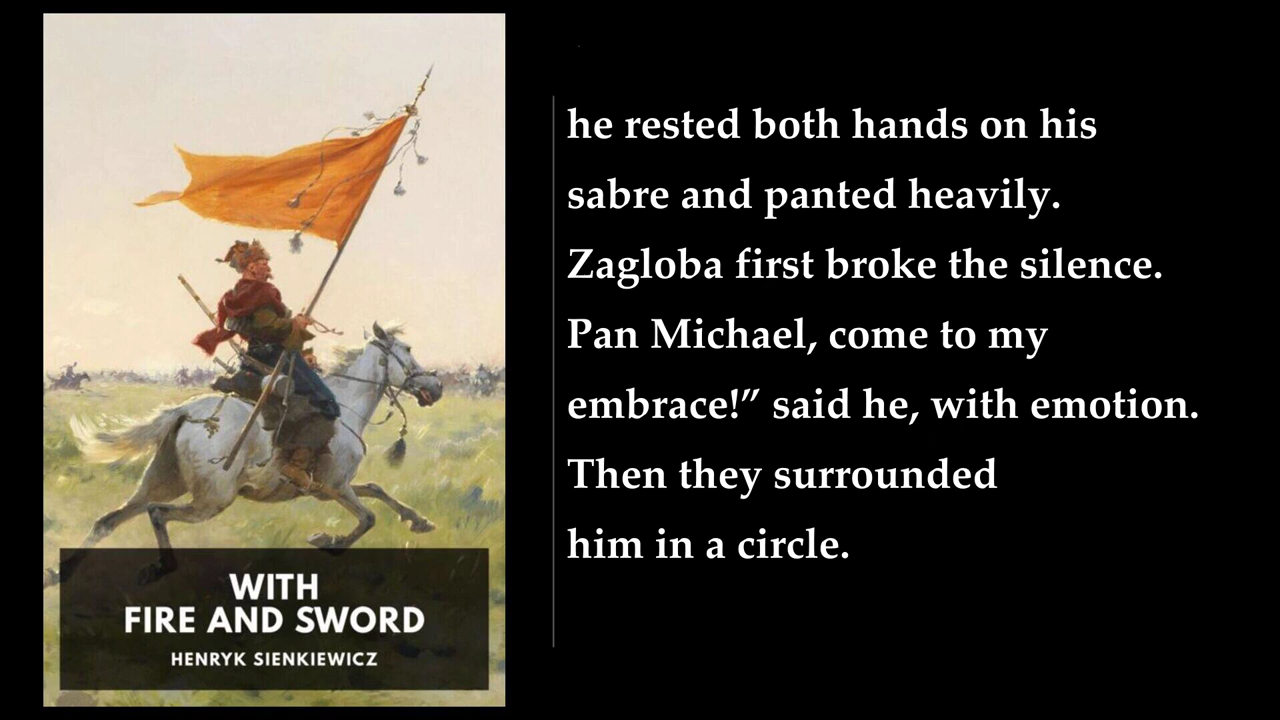 WITH
FIRE AND SWORD
HENRYK SIENKIEWICZ
he rested both hands on his
sabre and panted heavily.
Zagloba first broke the silence.
Pan Michael, come to my
embrace!” said he, with emotion.
Then they surrounded
him in a circle.